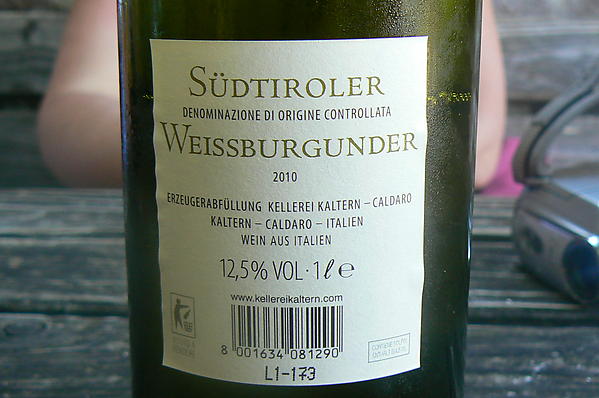 SÜDTIROLER
DENOMINAZIONE DI ORIGINE CONTROLLATA
WEISSBURGUNDER
2010
ERZEUGERABFÜLLUNG KELLEREI KALTERN – CALDARO
KALTERN – CALDARO – ITALIEN
WEIN AUS ITALIEN
12,5% VOL · 1 ℓ e
www.kellereikaltern.com
8 001634 081290
L1-173